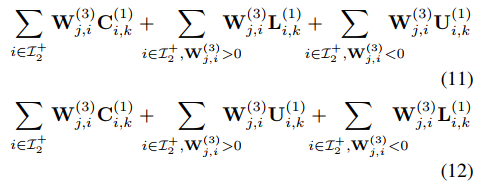 $$\sum_{i \in \mathcal{I}_2^+} \mathbf{W}_{j,i}^{(3)} \mathbf{C}_{i,k}^{(1)} + \sum_{i \in \mathcal{I}_2^+, \mathbf{W}_{j,i}^{(3)} > 0} \mathbf{W}_{j,i}^{(3)} \mathbf{L}_{i,k}^{(1)} + \sum_{i \in \mathcal{I}_2^+, \mathbf{W}_{j,i}^{(3)} < 0} \mathbf{W}_{j,i}^{(3)} \mathbf{U}_{i,k}^{(1)}$$
(11)
$$\sum_{i \in \mathcal{I}_2^+} \mathbf{W}_{j,i}^{(3)} \mathbf{C}_{i,k}^{(1)} + \sum_{i \in \mathcal{I}_2^+, \mathbf{W}_{j,i}^{(3)} > 0} \mathbf{W}_{j,i}^{(3)} \mathbf{U}_{i,k}^{(1)} + \sum_{i \in \mathcal{I}_2^+, \mathbf{W}_{j,i}^{(3)} < 0} \mathbf{W}_{j,i}^{(3)} \mathbf{L}_{i,k}^{(1)}$$
(12)